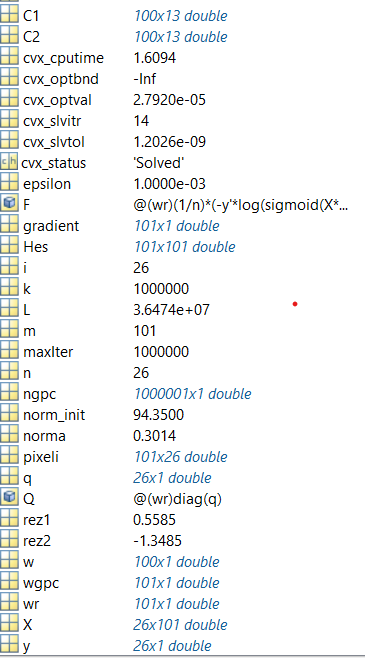 C1 100x13 double
C2 100x13 double
cvx_cputime 1.6094
cvx_optbnd -Inf
cvx_optval 2.7920e-05
cvx_slvitr 14
cvx_slvtol 1.2026e-09
cvx_status 'Solved'
epsilon 1.0000e-03
F @(wr)(1/n)*(-y'*log(sigmoid(X*...
gradient 101x1 double
Hes 101x101 double
i 26
k 1000000
L 3.6474e+07
m 101
maxIter 1000000
n 26
ngpc 1000001x1 double
norm_init 94.3500
norma 0.3014
pixeli 101x26 double
q 26x1 double
Q @(wr)diag(q)
rez1 0.5585
rez2 -1.3485
w 100x1 double
wgpc 101x1 double
wr 101x1 double
X 26x101 double
y 26x1 double